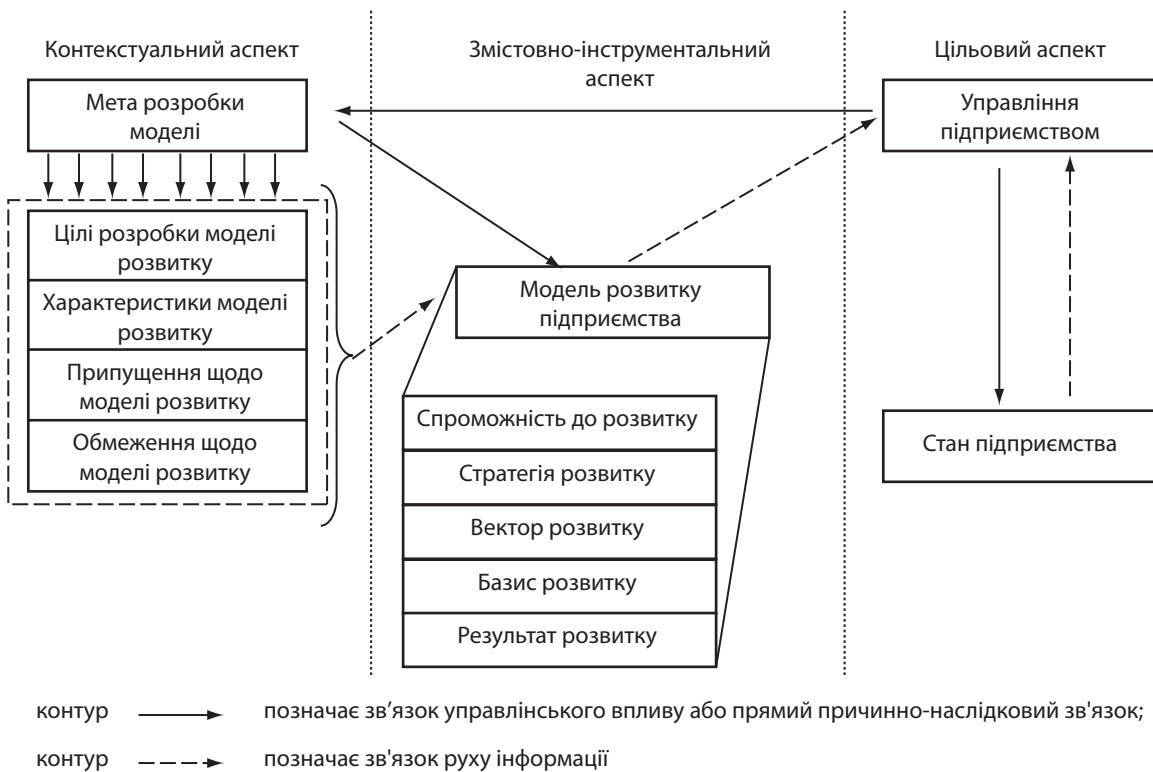 Контекстуальний аспект
Мета розробки
моделі
Цілі розробки моделі
розвитку
Характеристики моделі
розвитку
Припущення щодо
моделі розвитку
Обмеження щодо
моделі розвитку
Змістовно-інструментальний
аспект
Модель розвитку
підприємства
Спроможність до розвитку
Стратегія розвитку
Вектор розвитку
Базис розвитку
Результат розвитку
Цільовий аспект
Управління
підприємством
Стан підприємства
контур позначає зв’язок управлінського впливу або прямий причинно-наслідковий зв'язок;
контур позначає зв'язок руху інформації